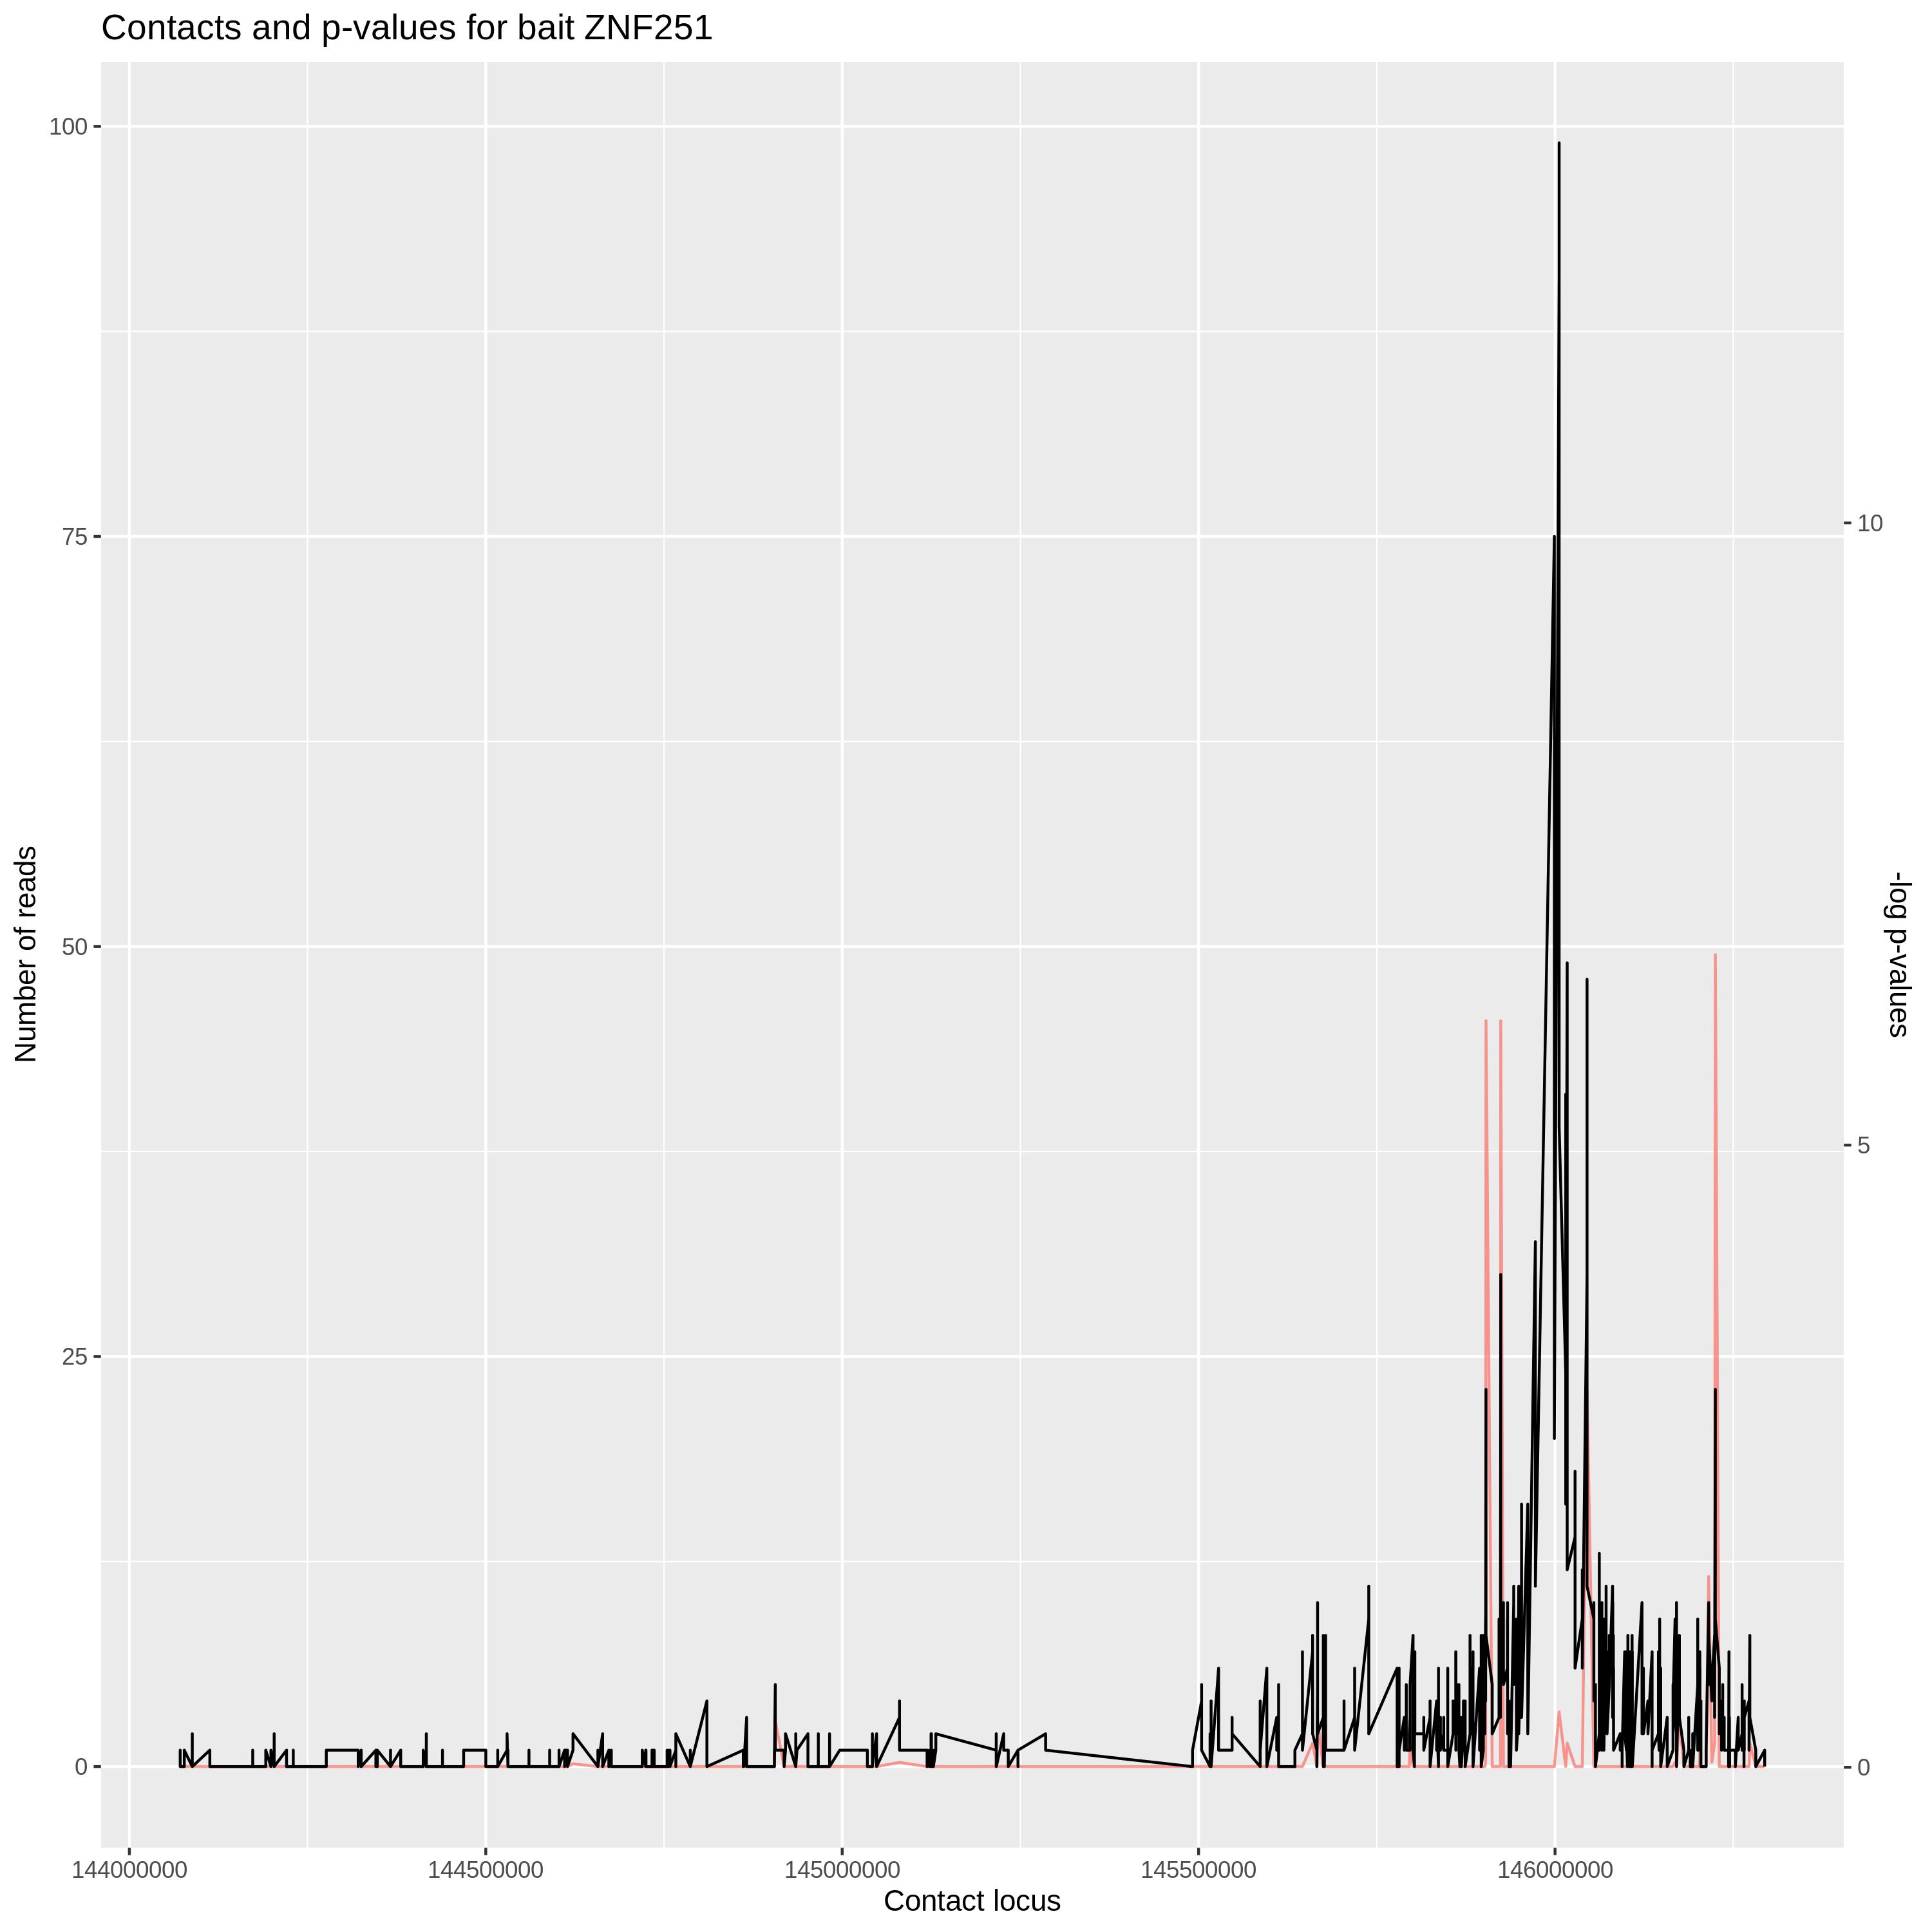 Contacts and p-values for bait ZNF251
100
75
50
25
0
Number of reads
10
5
0
-log p-values
144000000 144500000 145000000 145500000 146000000
Contact locus